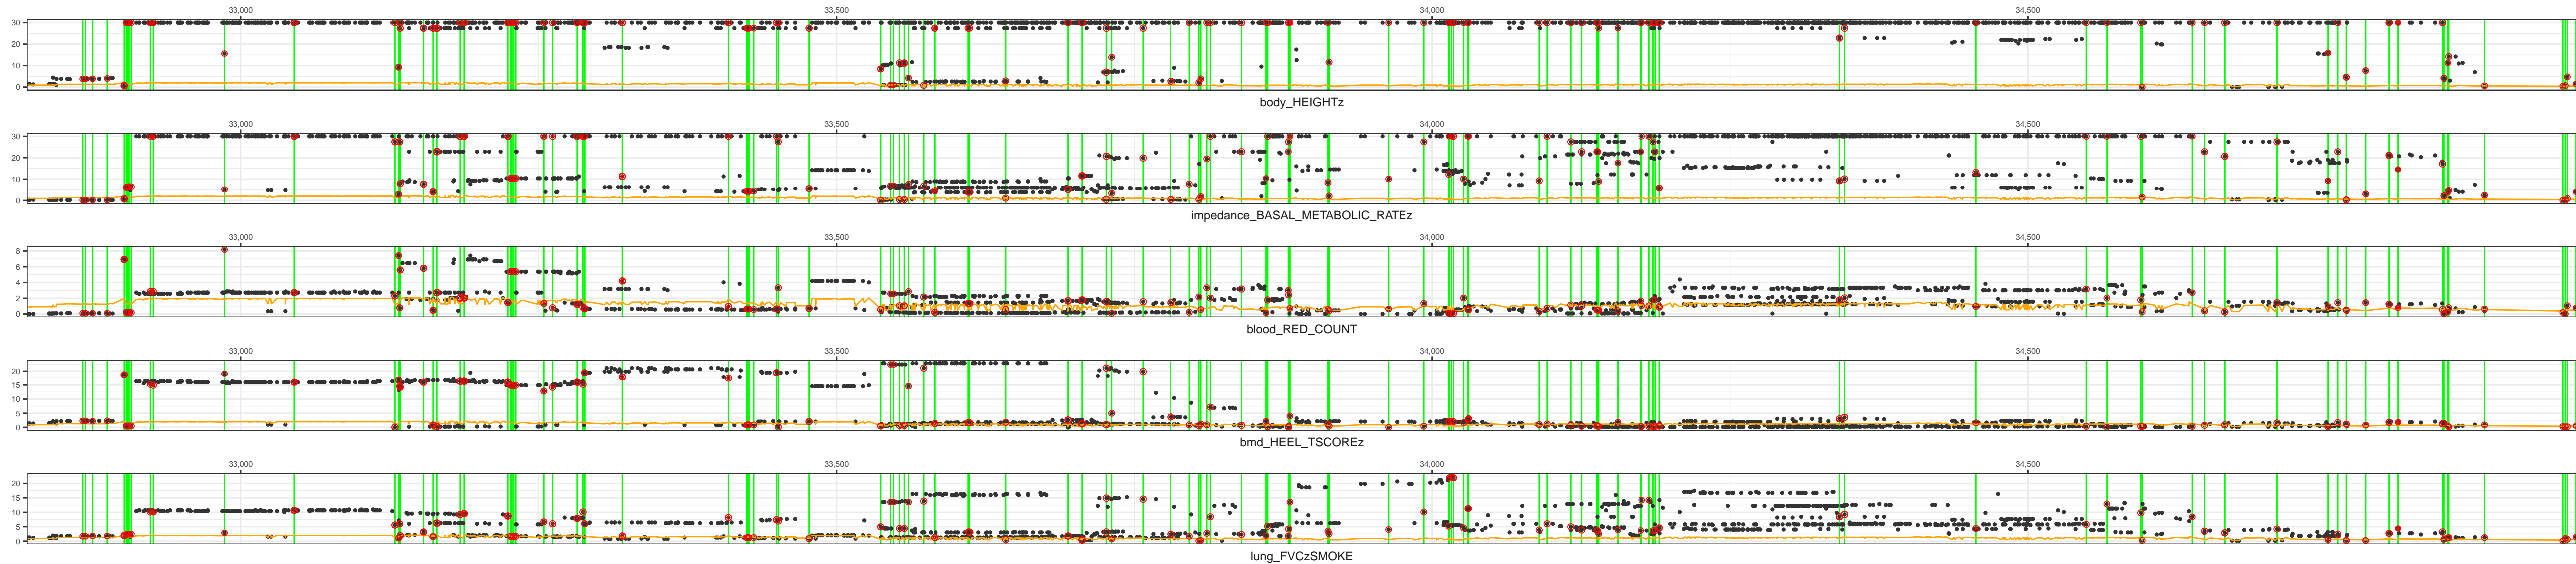 33,000 33,500 34,000 34,500
30
20
10
0
body_HEIGHTz
33,000 33,500 34,000 34,500
30
20
10
0
impedance_BASAL_METABOLIC_RATEz
33,000 33,500 34,000 34,500
8
6
4
2
0
blood_RED_COUNT
33,000 33,500 34,000 34,500
20
15
10
5
0
bmd_HEEL_TSCOREz
33,000 33,500 34,000 34,500
20
15
10
5
0
lung_FVCzSMOKE